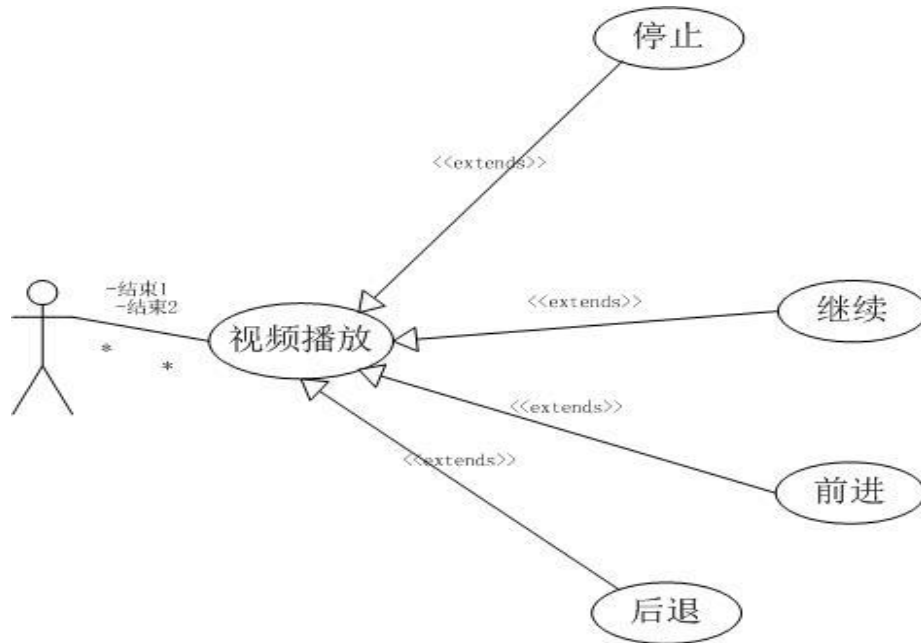 停止
<<extends>>
-结束1
-结束2
*
*
视频播放
<<extends>>
继续
<<extends>>
前进
<<extends>>
后退